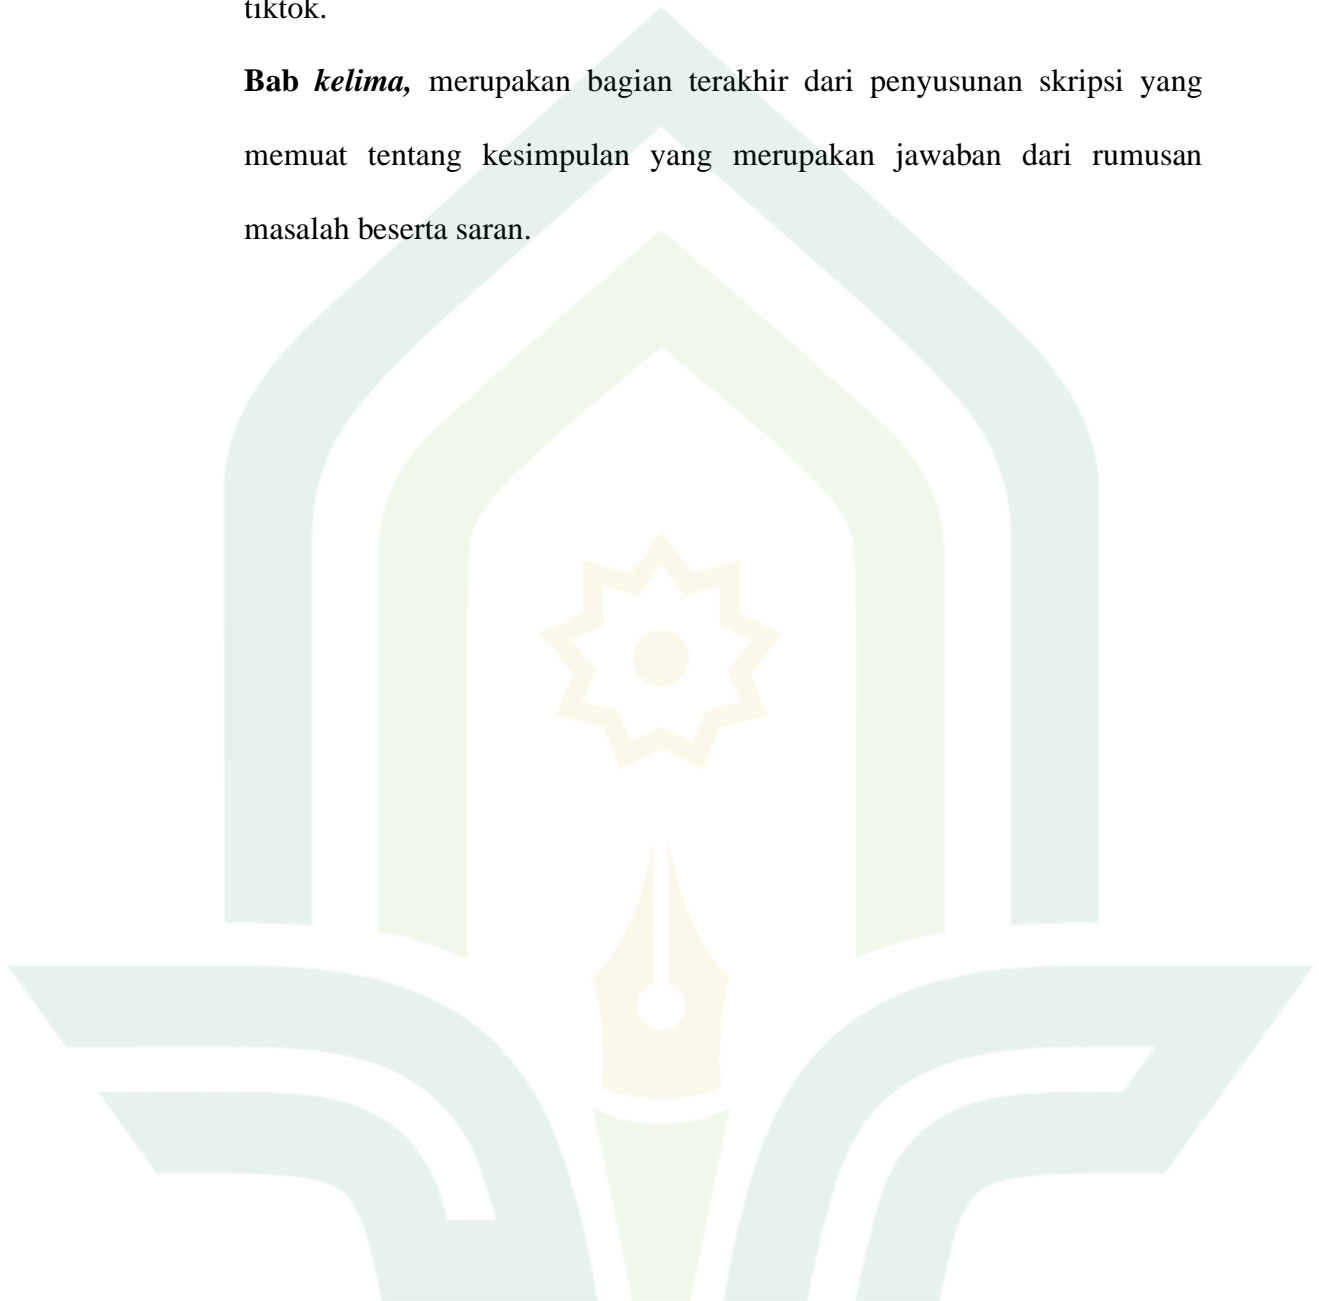 tiktok.
Bab kelima, merupakan bagian terakhir dari penyusunan skripsi yang
memuat tentang kesimpulan yang merupakan jawaban dari rumusan
masalah beserta saran.